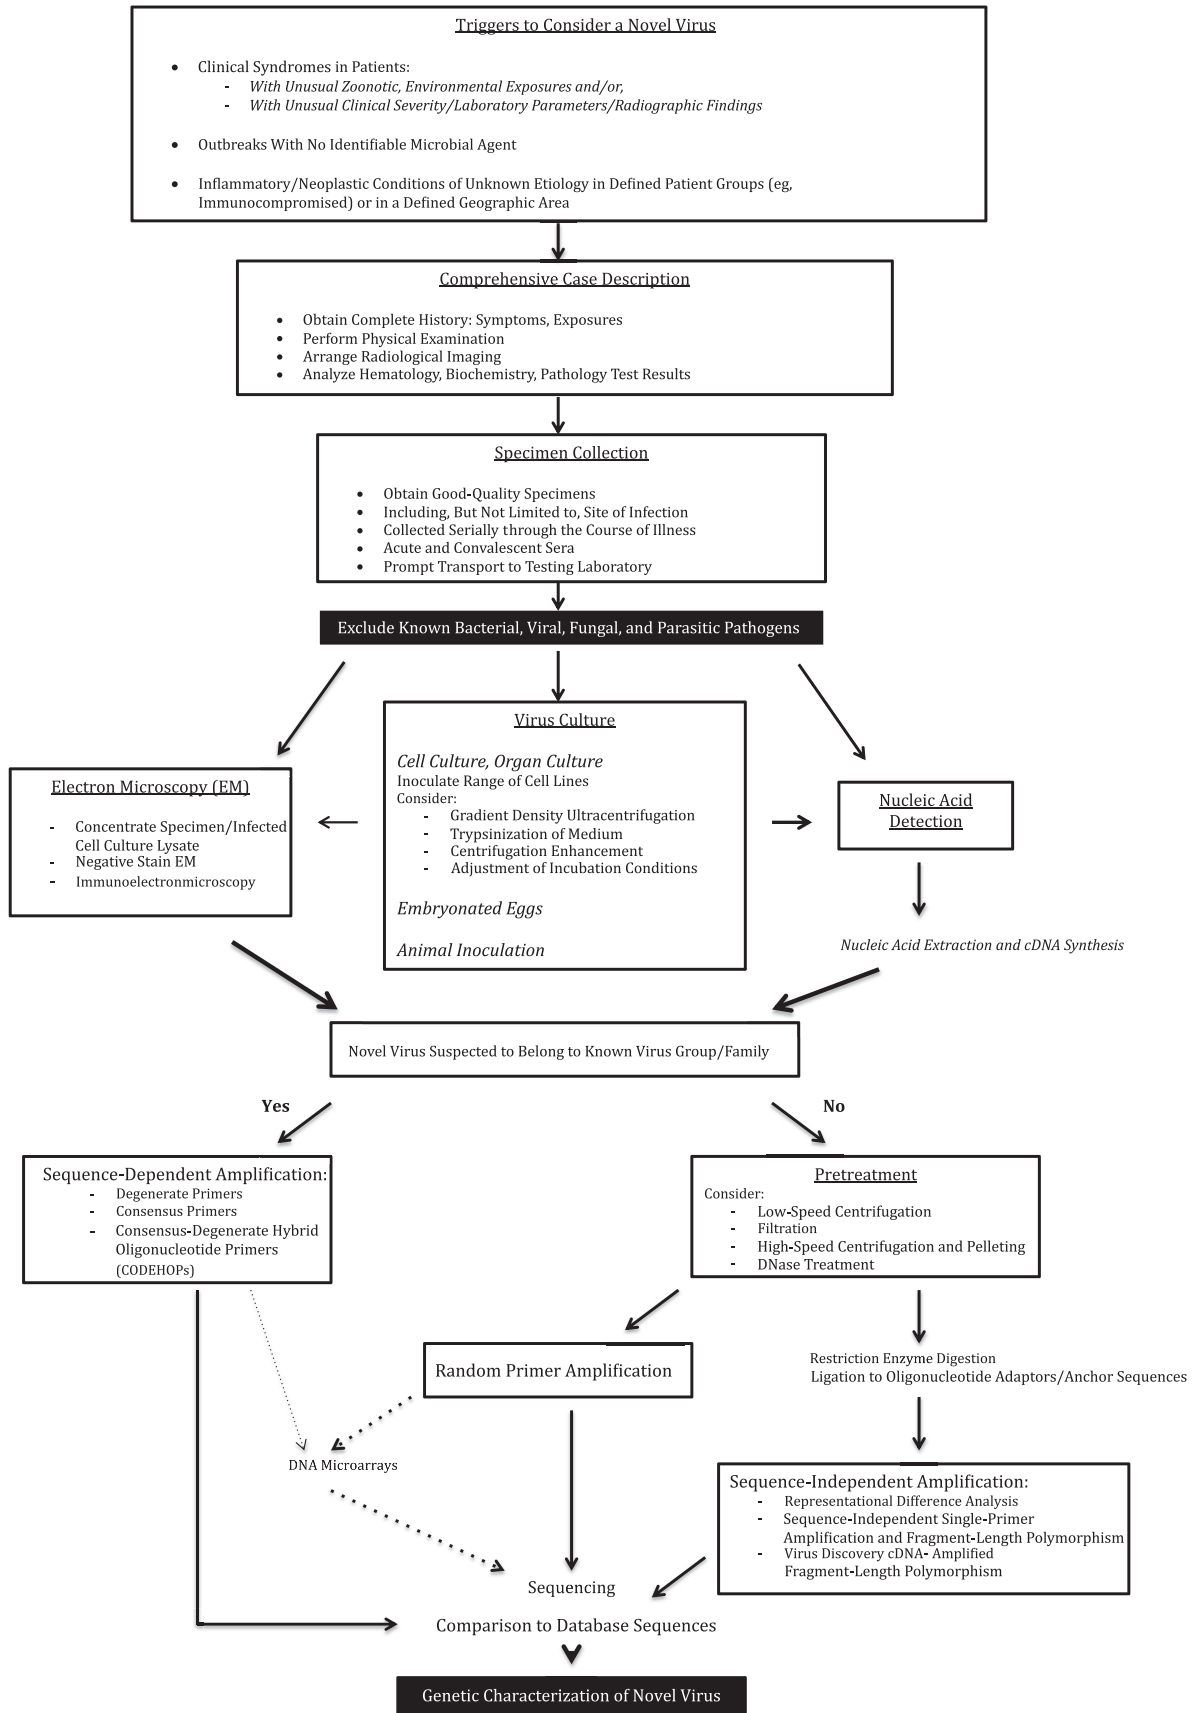 Triggers to Consider a Novel Virus
• Clinical Syndromes in Patients:
- With Unusual Zoonotic, Environmental Exposures and/or,
- With Unusual Clinical Severity/Laboratory Parameters/Radiographic Findings
• Outbreaks With No Identifiable Microbial Agent
• Inflammatory/Neoplastic Conditions of Unknown Etiology in Defined Patient Groups (eg,
Immunocompromised) or in a Defined Geographic Area
Comprehensive Case Description
• Obtain Complete History: Symptoms, Exposures
• Perform Physical Examination
• Arrange Radiological Imaging
• Analyze Hematology, Biochemistry, Pathology Test Results
Specimen Collection
• Obtain Good-Quality Specimens
• Including, But Not Limited to, Site of Infection
• Collected Serially through the Course of Illness
• Acute and Convalescent Sera
• Prompt Transport to Testing Laboratory
Exclude Known Bacterial, Viral, Fungal, and Parasitic Pathogens
Electron Microscopy (EM)
- Concentrate Specimen/Infected
Cell Culture Lysate
- Negative Stain EM
- Immunoelectronmicroscopy
Virus Culture
Cell Culture, Organ Culture
Inoculate Range of Cell Lines
Consider:
- Gradient Density Ultracentrifugation
- Trypsinization of Medium
- Centrifugation Enhancement
- Adjustment of Incubation Conditions
Embryonated Eggs
Animal Inoculation
Nucleic Acid
Detection
Nucleic Acid Extraction and cDNA Synthesis
Novel Virus Suspected to Belong to Known Virus Group/Family
Yes
No
Sequence-Dependent Amplification:
- Degenerate Primers
- Consensus Primers
- Consensus-Degenerate Hybrid
Oligonucleotide Primers
(CODEHOPs)
Pretreatment
Consider:
- Low-Speed Centrifugation
- Filtration
- High-Speed Centrifugation and Pelleting
- DNase Treatment
Random Primer Amplification
Restriction Enzyme Digestion
Ligation to Oligonucleotide Adaptors/Anchor Sequences
DNA Microarrays
Sequence-Independent Amplification:
- Representational Difference Analysis
- Sequence-Independent Single-Primer
Amplification and Fragment-Length Polymorphism
- Virus Discovery cDNA- Amplified
Fragment-Length Polymorphism
Sequencing
Comparison to Database Sequences
Genetic Characterization of Novel Virus